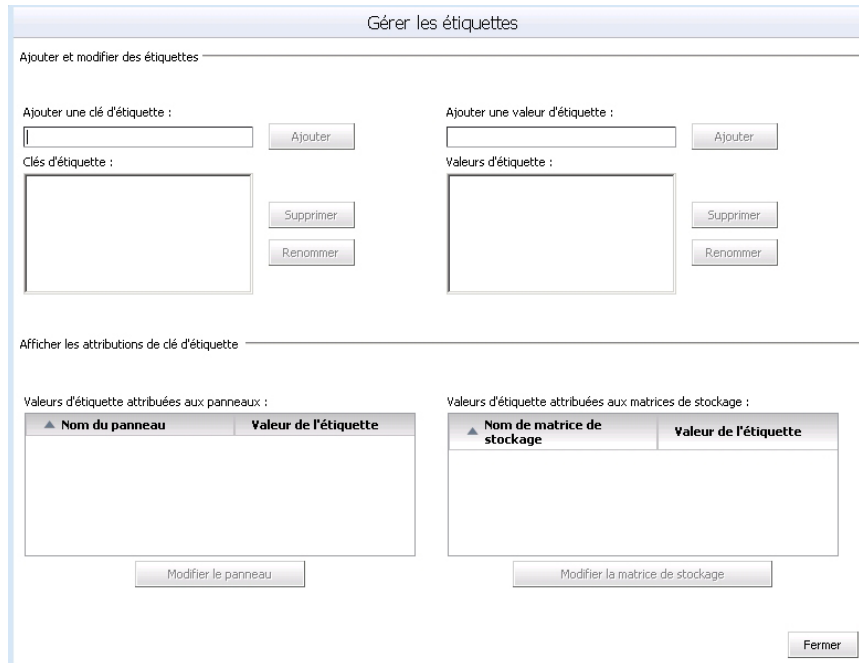 Gérer les étiquettes
Ajouter et modifier des étiquettes
Ajouter une clé d'étiquette :
Ajouter
Clés d'étiquette :
Supprimer
Renommer
Ajouter une valeur d'étiquette :
Ajouter
Valeurs d'étiquette :
Supprimer
Renommer
Afficher les attributions de clé d'étiquette
Valeurs d'étiquette attribuées aux panneaux :
Nom du panneau Valeur de l'étiquette
Modifier le panneau
Valeurs d'étiquette attribuées aux matrices de stockage :
Nom de matrice de
stockage Valeur de l'étiquette
Modifier la matrice de stockage
Fermer